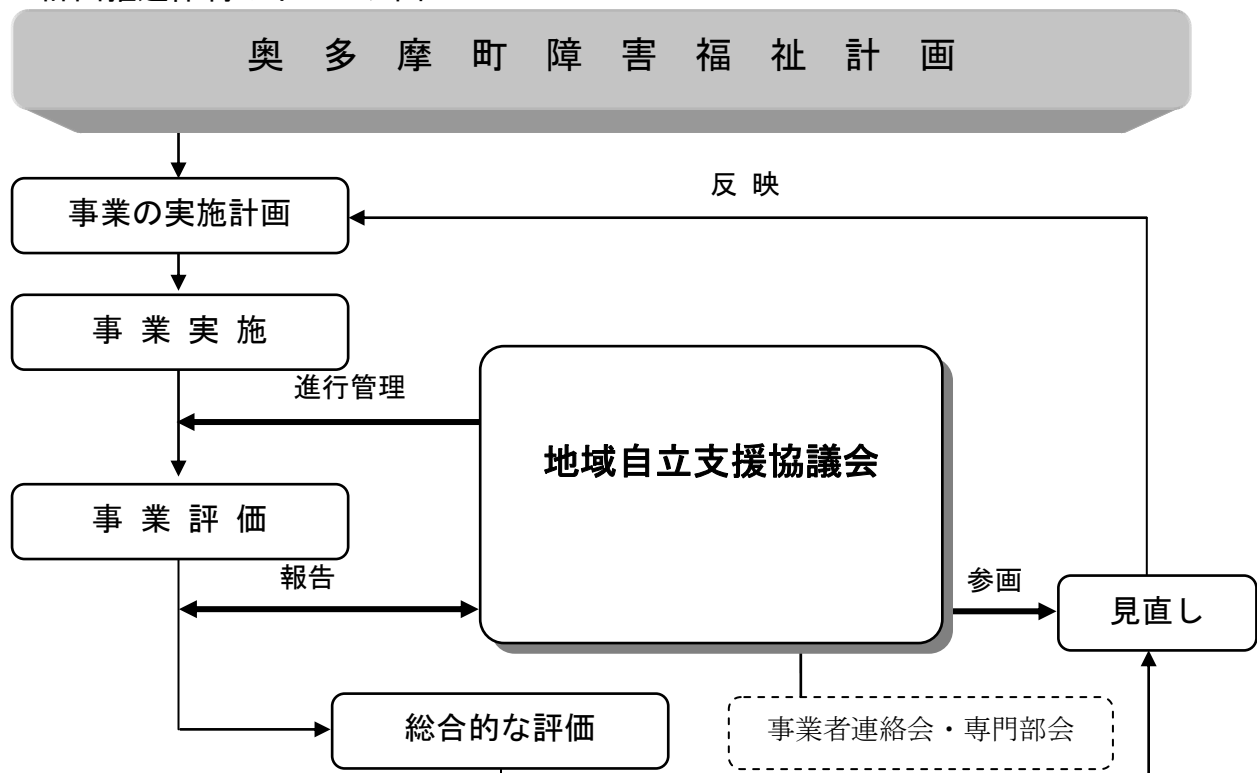 奥多摩町障害福祉計画
反映
事業の実施計画
事業実施
進行管理
地域自立支援協議会
事業評価
報告
参画
見直し
総合的な評価
事業者連絡会・専門部会